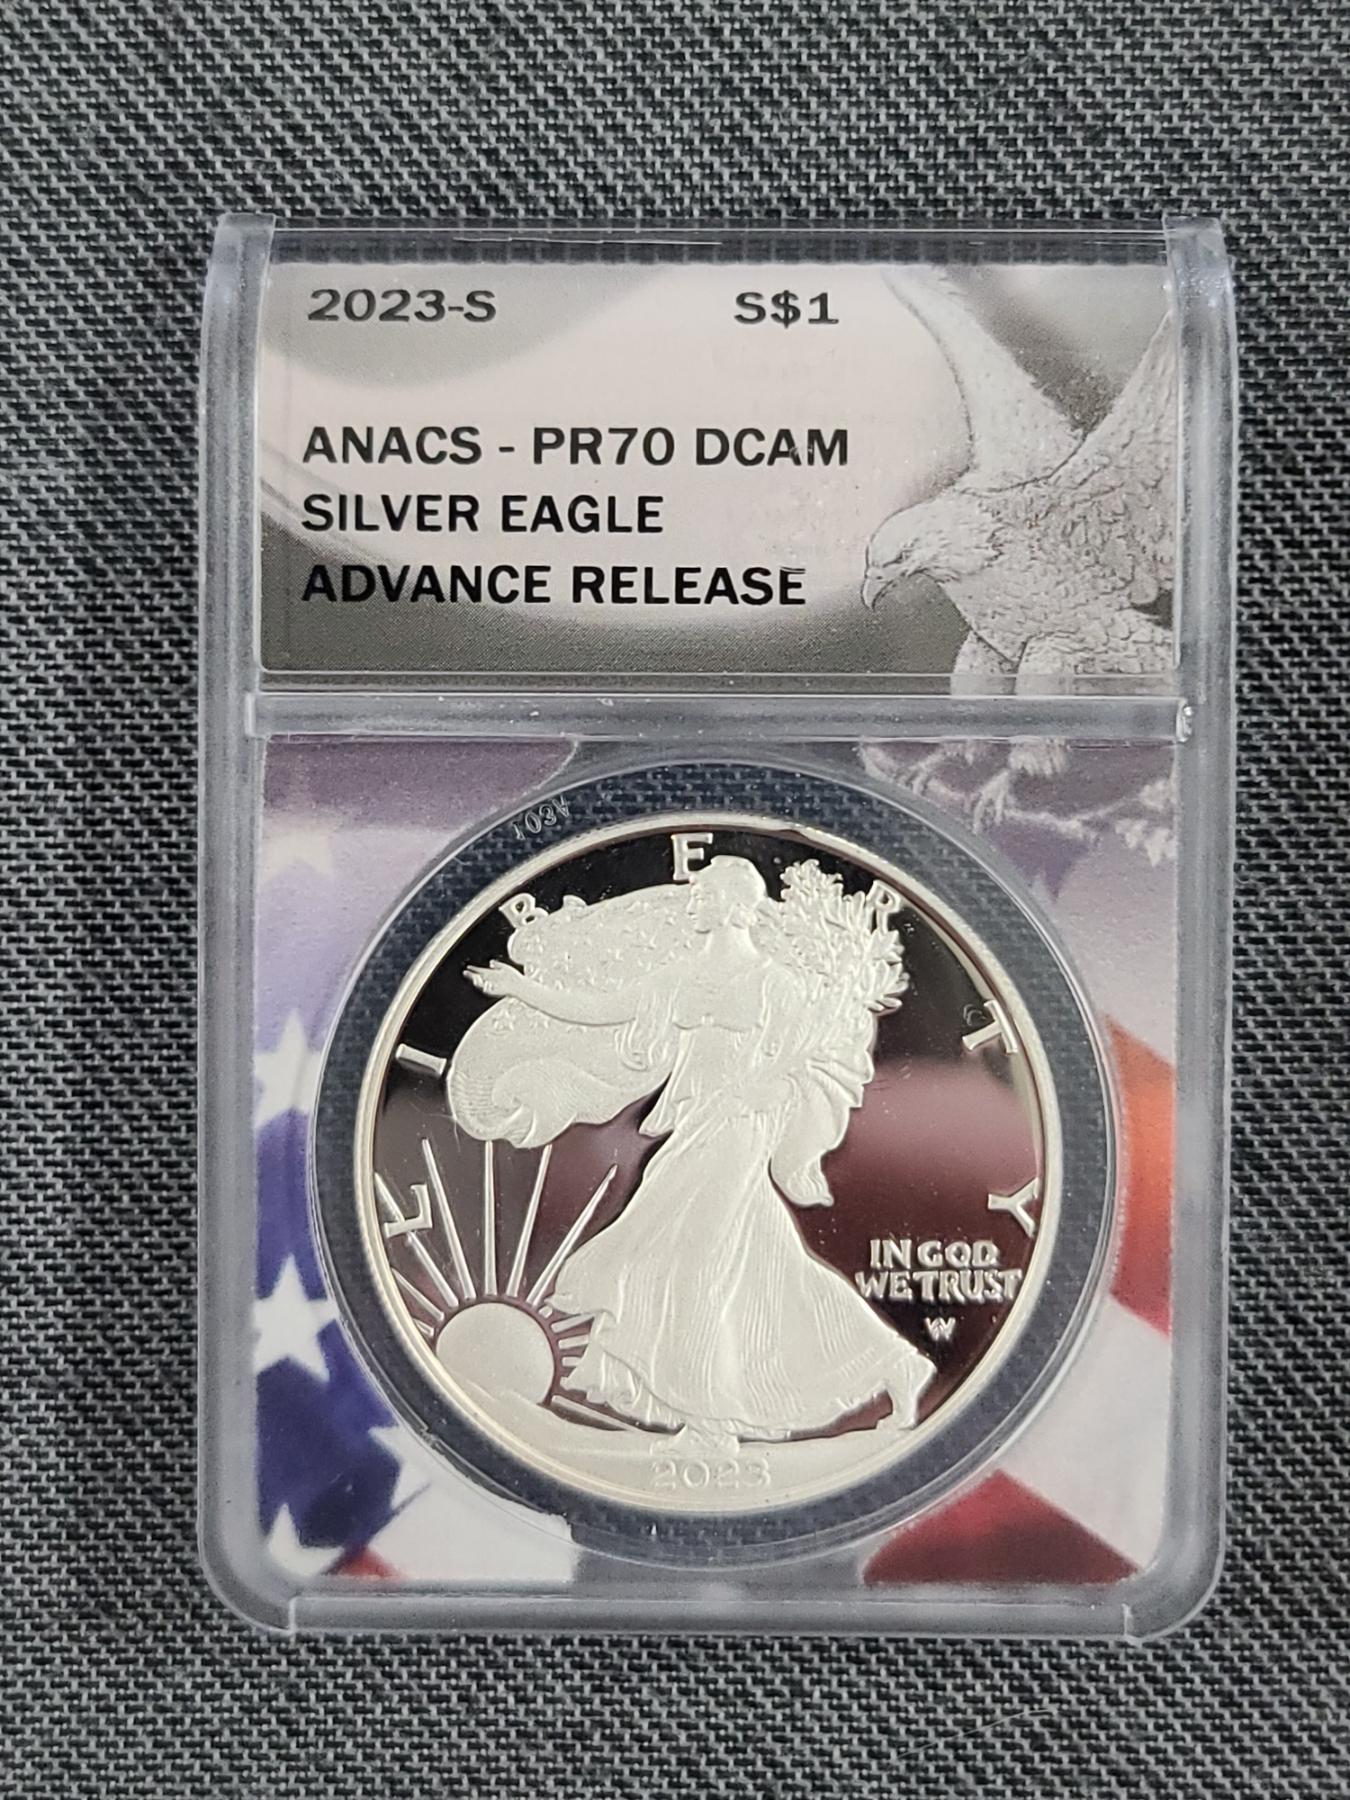 2023-S S$1
ANACS - PR70 DCAM
SILVER EAGLE
ADVANCE RELEASE
LIBERTY
IN GOD
WE TRUST
2023